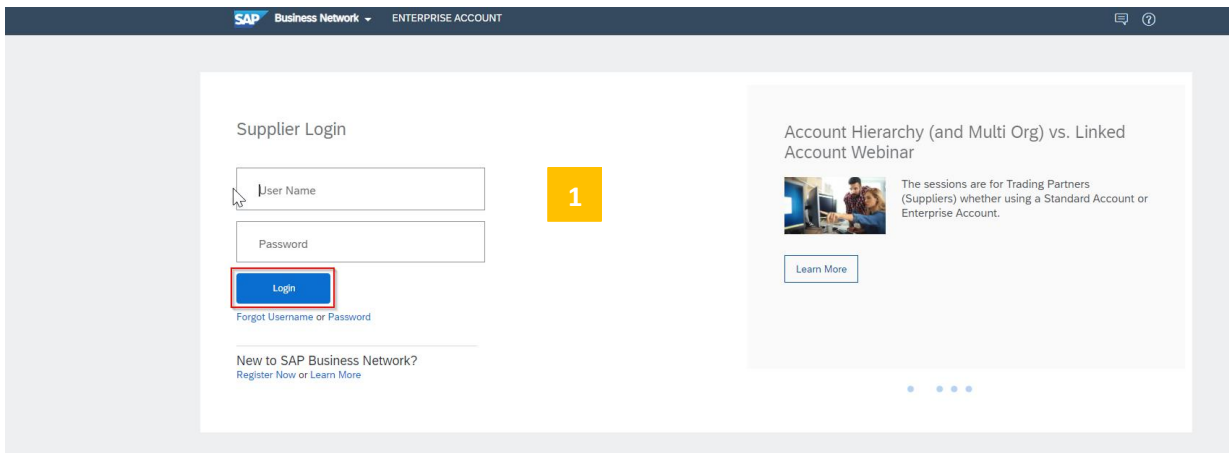 SAP Business Network ENTERPRISE ACCOUNT
Supplier Login
User Name
Password
Login
Forgot Username or Password
New to SAP Business Network?
Register Now or Learn More
1
Account Hierarchy (and Multi Org) vs. Linked
Account Webinar
The sessions are for Trading Partners
(Suppliers) whether using a Standard Account or
Enterprise Account.
Learn More